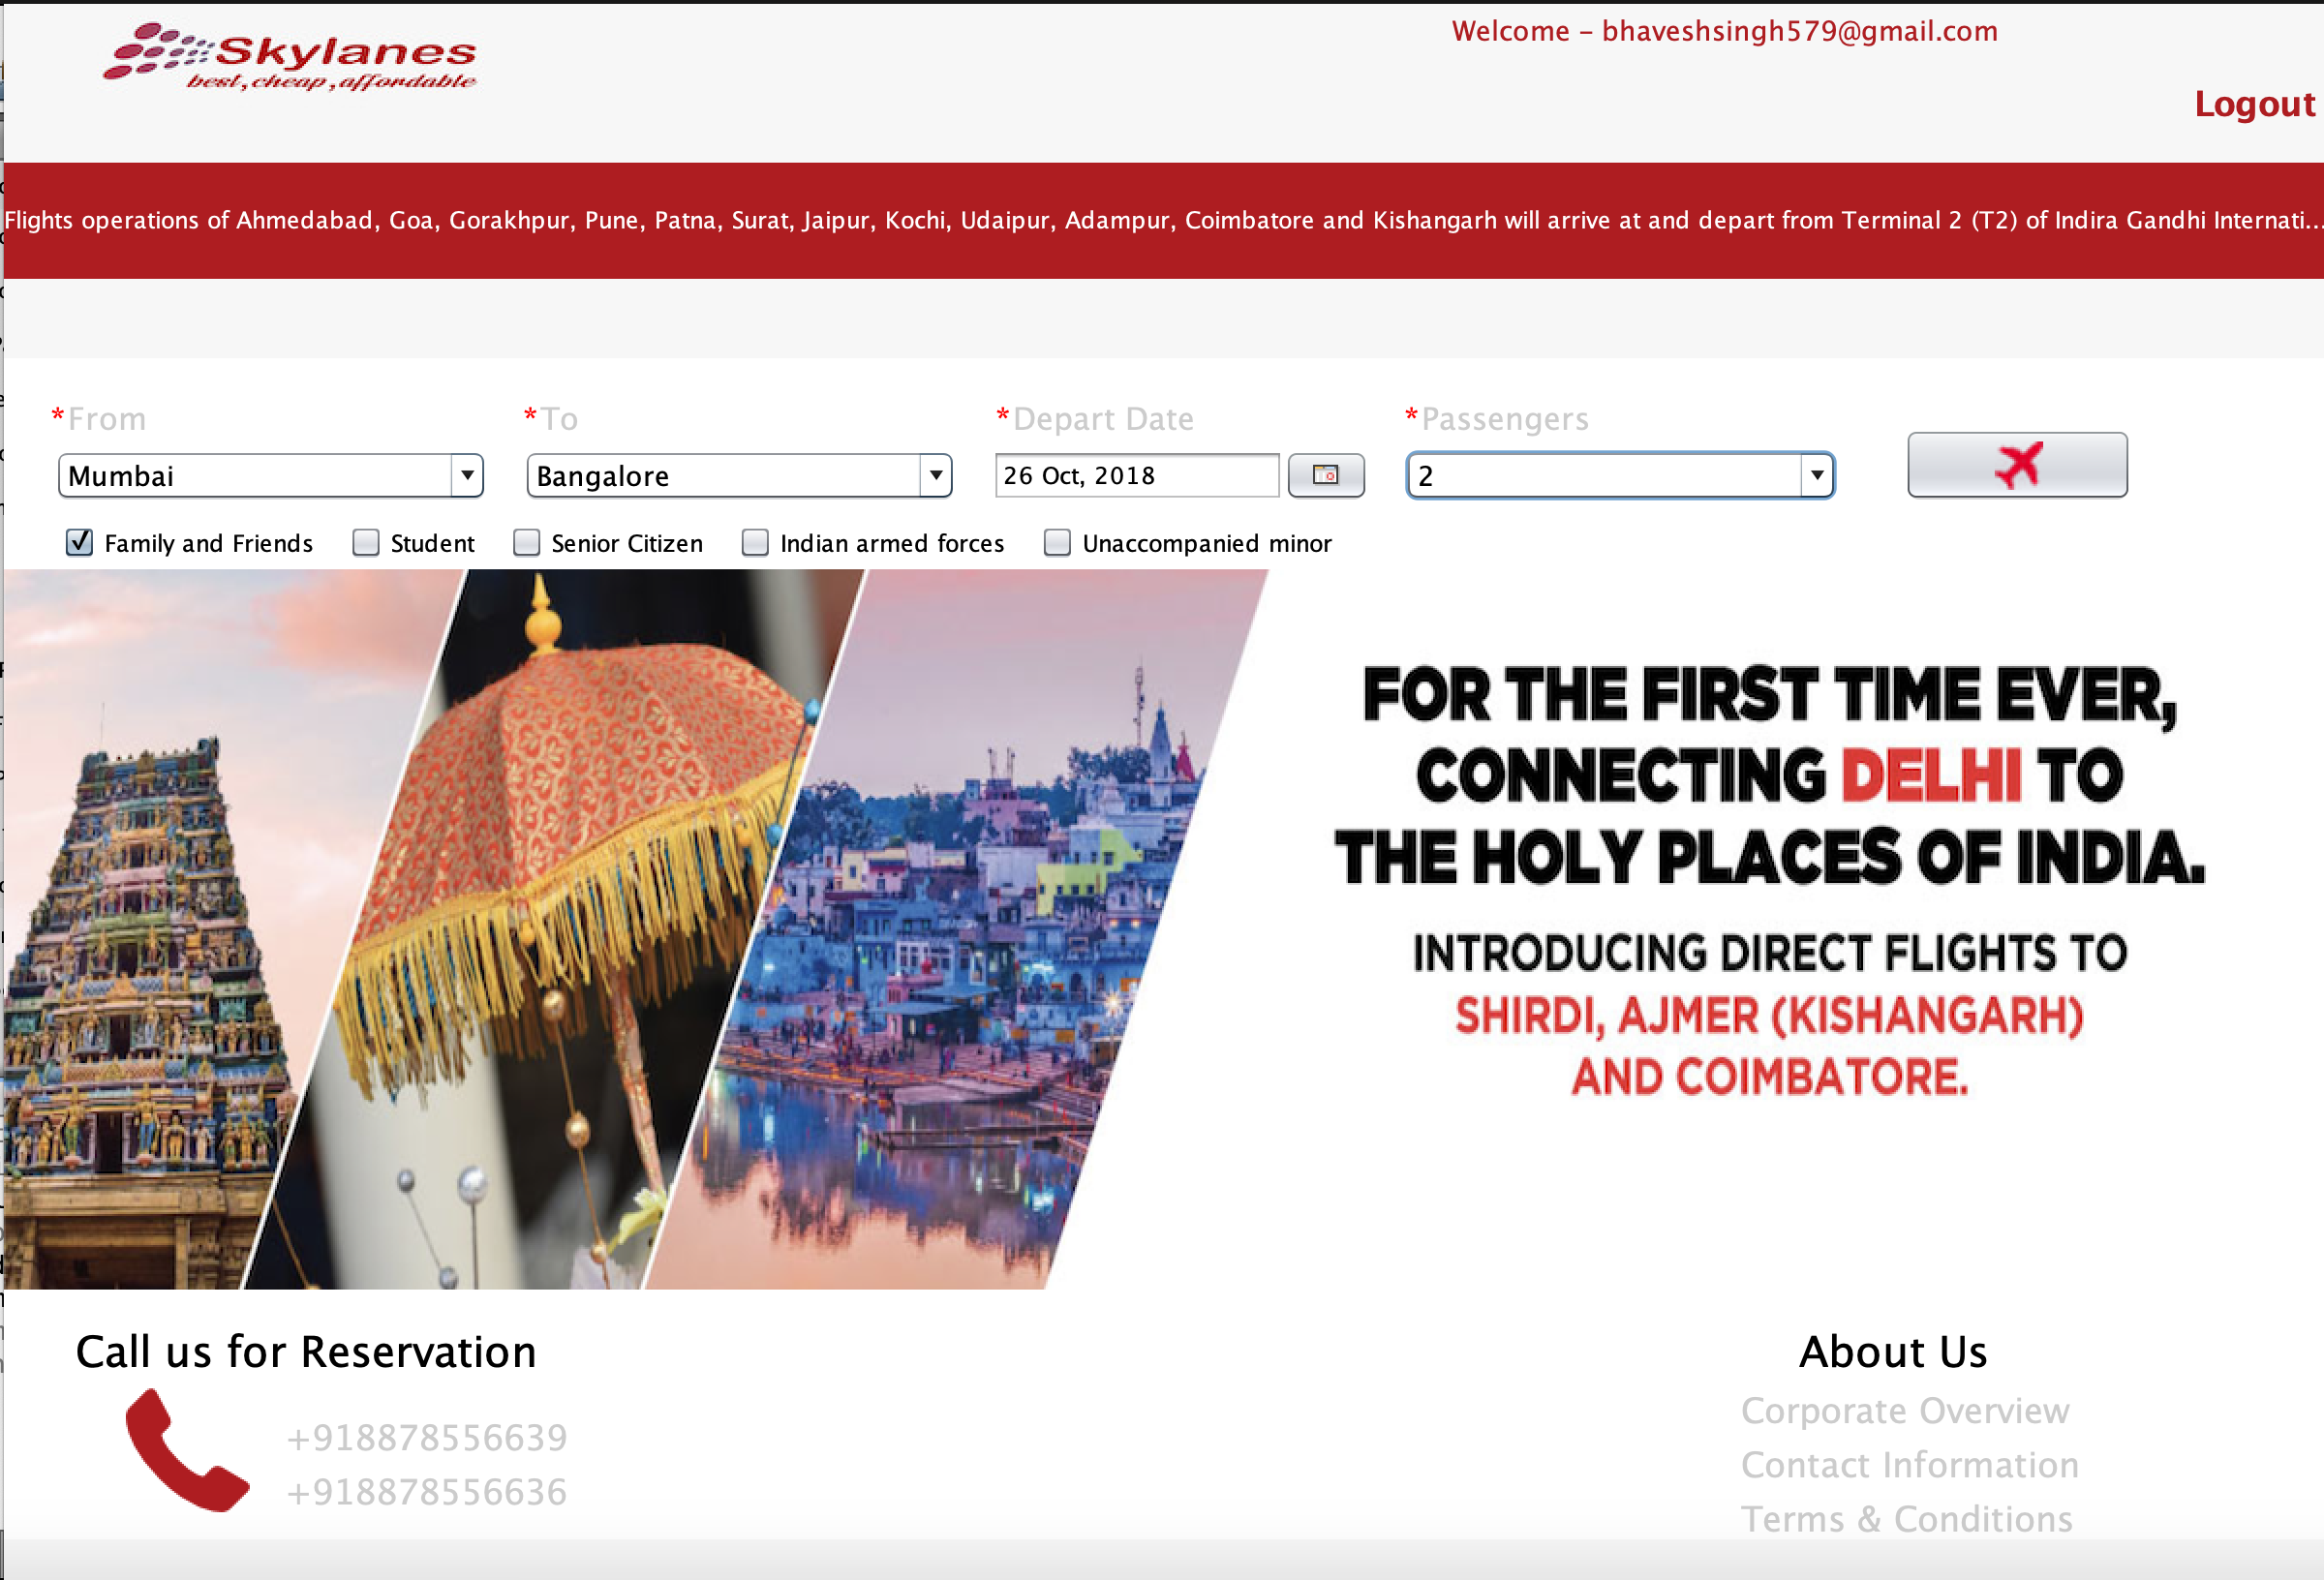 Skylanes
best,cheap,affordable
Welcome - bhaveshsingh579@gmail.com
Logout
Flights operations of Ahmedabad, Goa, Gorakhpur, Pune, Patna, Surat, Jaipur, Kochi, Udaipur, Adampur, Coimbatore and Kishangarh will arrive at and depart from Terminal 2 (T2) of Indira Gandhi Internati...
*From *To *Depart Date *Passengers
Mumbai Bangalore 26 Oct, 2018 2
Family and Friends Student Senior Citizen Indian armed forces Unaccompanied minor
FOR THE FIRST TIME EVER,
CONNECTING DELHI TO
THE HOLY PLACES OF INDIA.
INTRODUCING DIRECT FLIGHTS TO
SHIRDI, AJMER (KISHANGARH)
AND COIMBATORE.
Call us for Reservation
+918878556639
+918878556636
About Us
Corporate Overview
Contact Information
Terms & Conditions